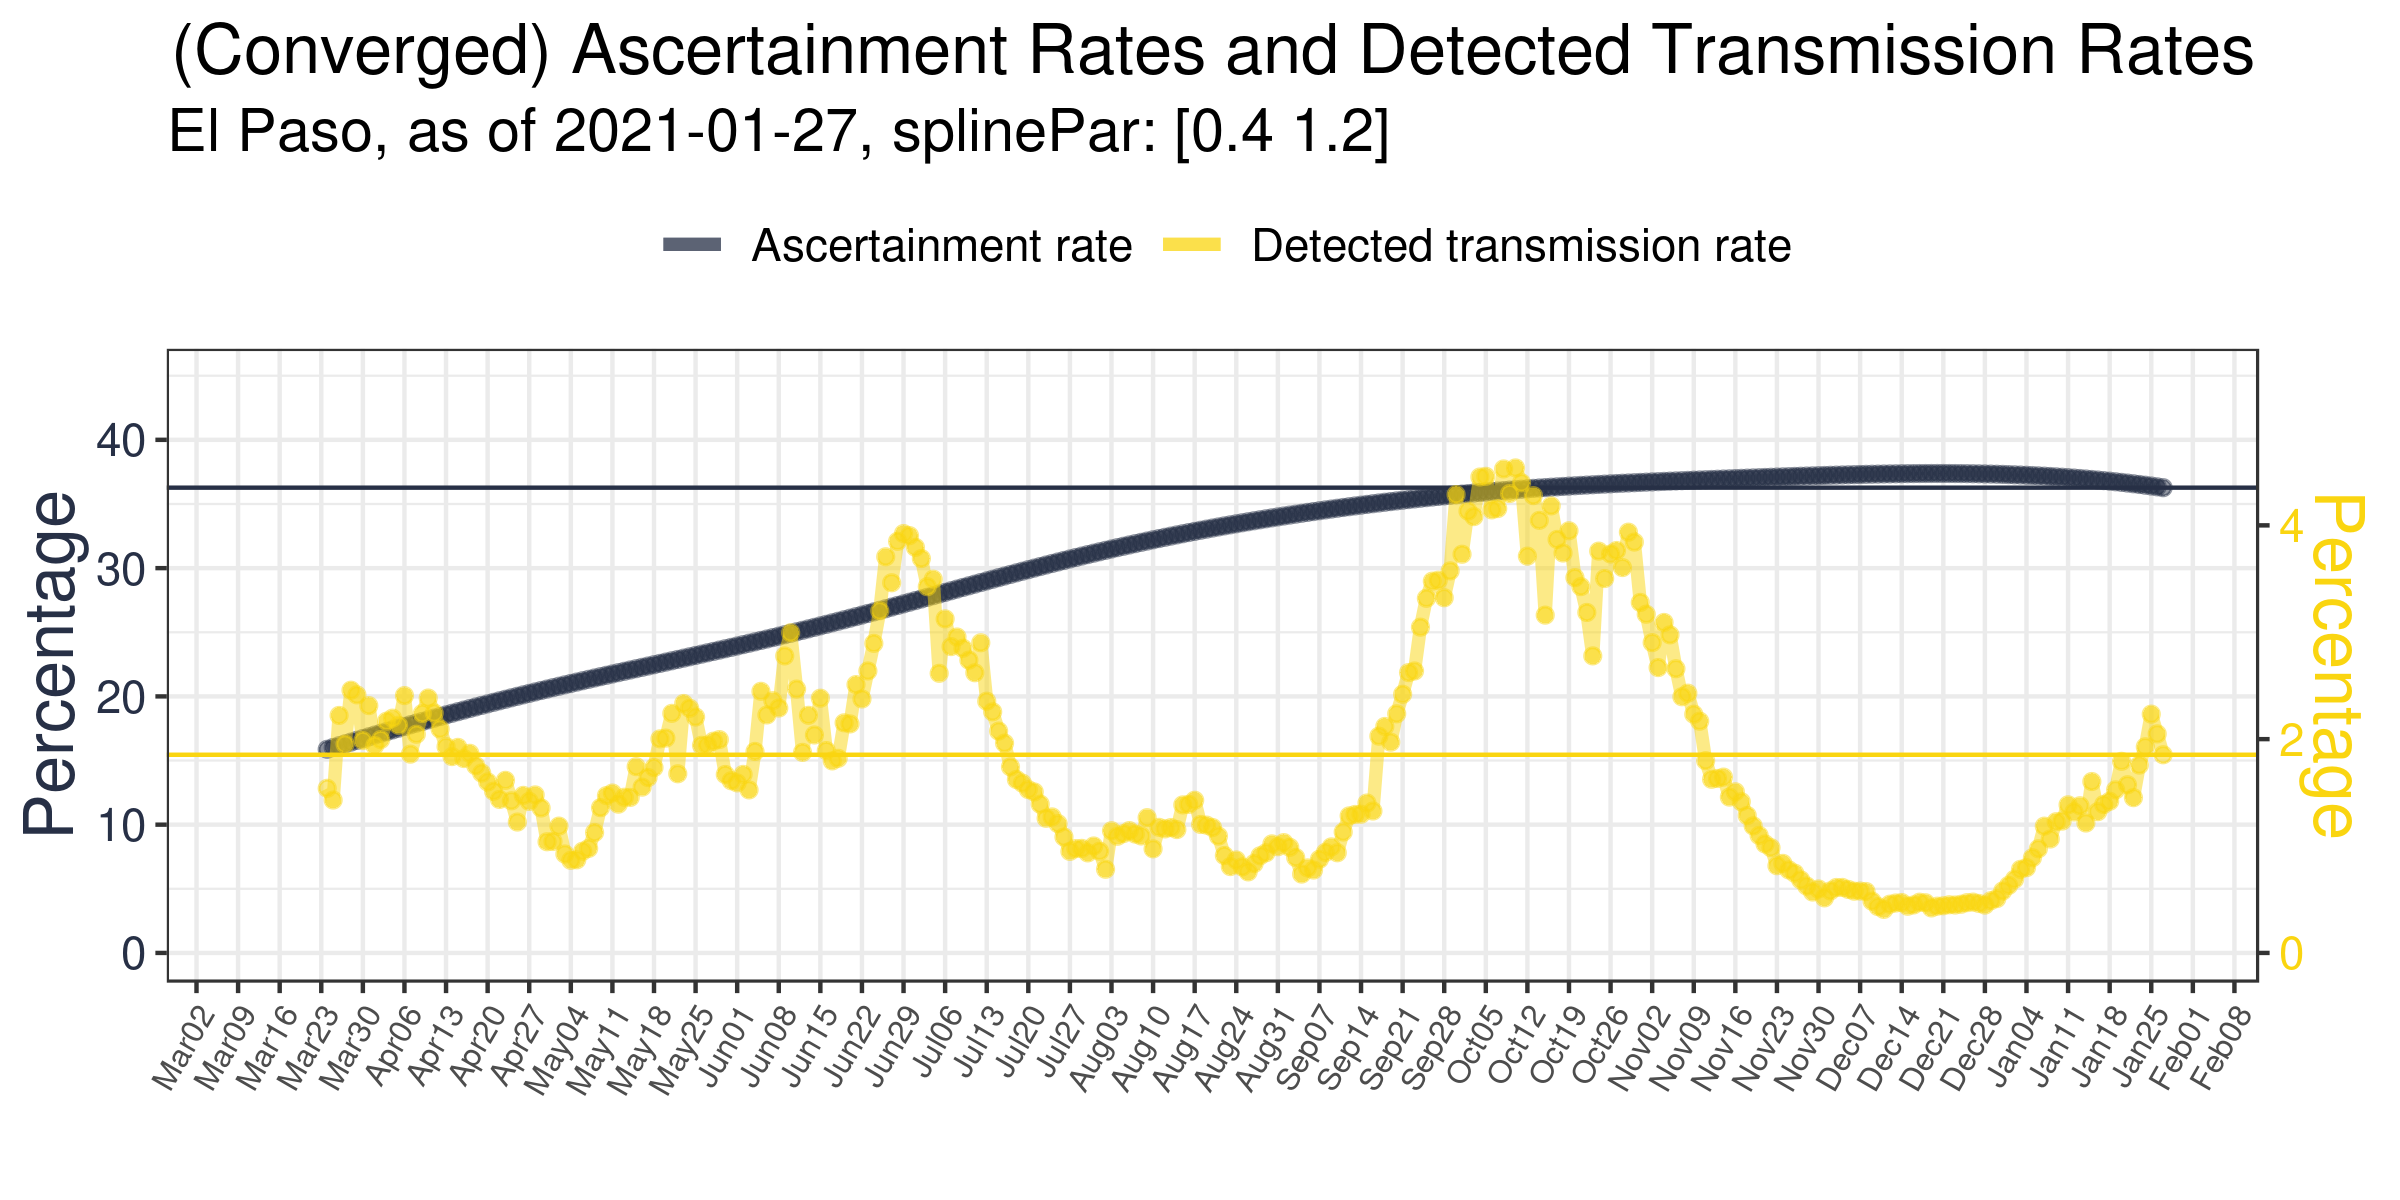 (Converged) Ascertainment Rates and Detected Transmission Rates
El Paso, as of 2021-01-27, splinePar: [0.4 1.2]
Ascertainment rate Detected transmission rate
Percentage
40
30
20
10
0
4
2
0
Percentage
Mar02 Mar09 Mar16 Mar23 Mar30 Apr06 Apr13 Apr20 Apr27 May04 May11 May18 May25 Jun01 Jun08 Jun15 Jun22 Jun29 Jul06 Jul13 Jul20 Jul27 Aug03 Aug10 Aug17 Aug24 Aug31 Sep07 Sep14 Sep21 Sep28 Oct05 Oct12 Oct19 Oct26 Nov02 Nov09 Nov16 Nov23 Nov30 Dec07 Dec14 Dec21 Dec28 Jan04 Jan11 Jan18 Jan25 Feb01 Feb08